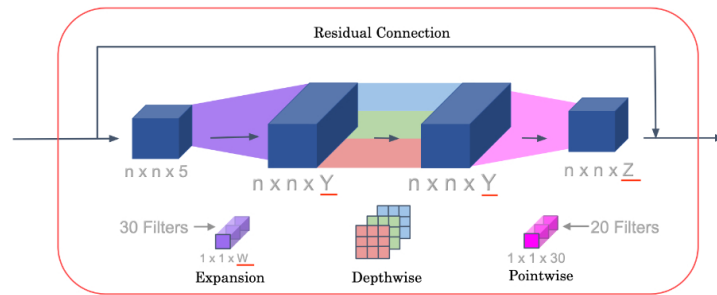 Residual Connection
n x n x 5
n x n x Y
n x n x Y
n x n x Z
30 Filters
20 Filters
1 x 1 x W
1 x 1 x 30
Expansion
Depthwise
Pointwise